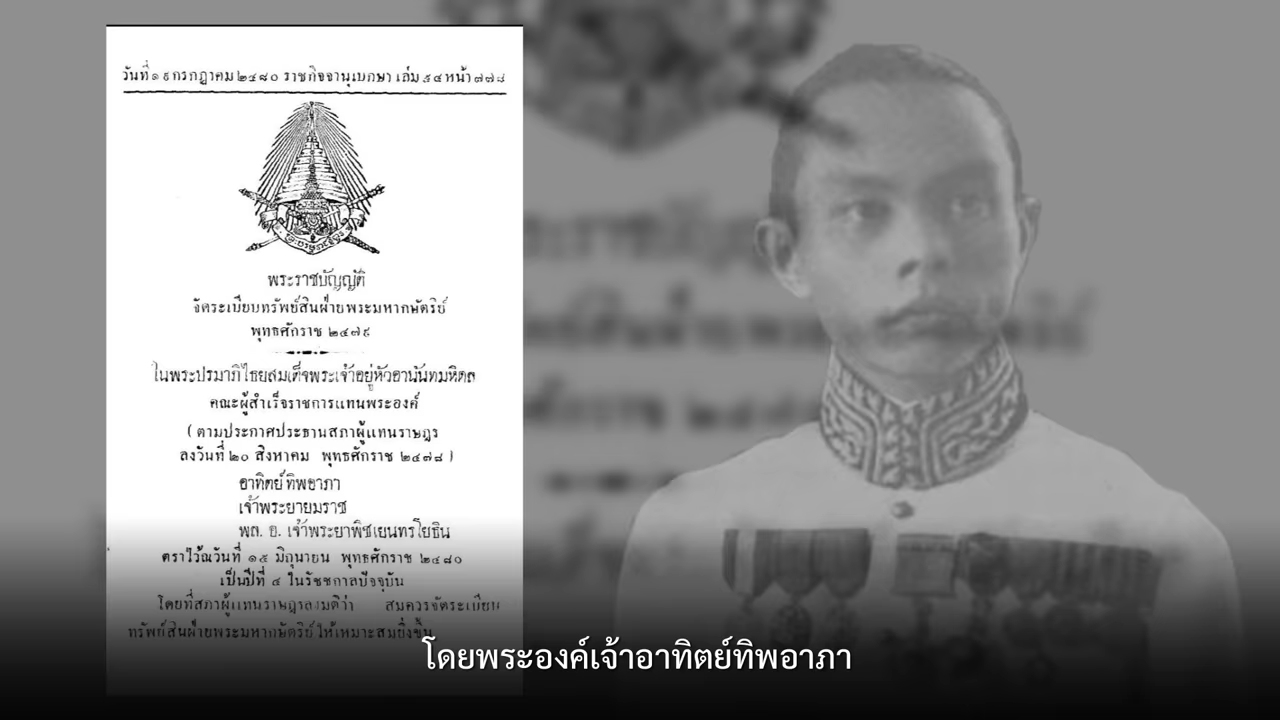 วันที่ ๑๕ กรกฎาคม ๒๔๘๐ ราชกิจจานุเบกษา เล่ม ๕๔ หน้า ๗๗๘
พระราชบัญญัติ
จัดระเบียบทรัพย์สินฝ่ายพระมหากษัตริย์
พุทธศักราช ๒๔๗๙
ในพระปรมาภิไธยสมเด็จพระเจ้าอยู่หัวอานันทมหิดล
คณะผู้สำเร็จราชการแทนพระองค์
( ตามประกาศประธานสภาผู้แทนราษฎร
ลงวันที่ ๒๐ สิงหาคม พุทธศักราช ๒๔๗๘ )
อาทิตย์ทิพอาภา
เจ้าพระยายมราช
พล. อ. เจ้าพระยาพิชเยนทรโยธิน
ตราไว้ณวันที่ ๑๕ มิถุนายน พุทธศักราช ๒๔๘๐
เป็นปีที่ ๔ ในรัชชกาลปัจจุบัน
โดยที่สภาผู้แทนราษฎรลงมติว่า สมควรจัดระเบียบ
ทรัพย์สินฝ่ายพระมหากษัตริย์ให้เหมาะสมยิ่งขึ้น
โดยพระองค์เจ้าอาทิตย์ทิพอาภา